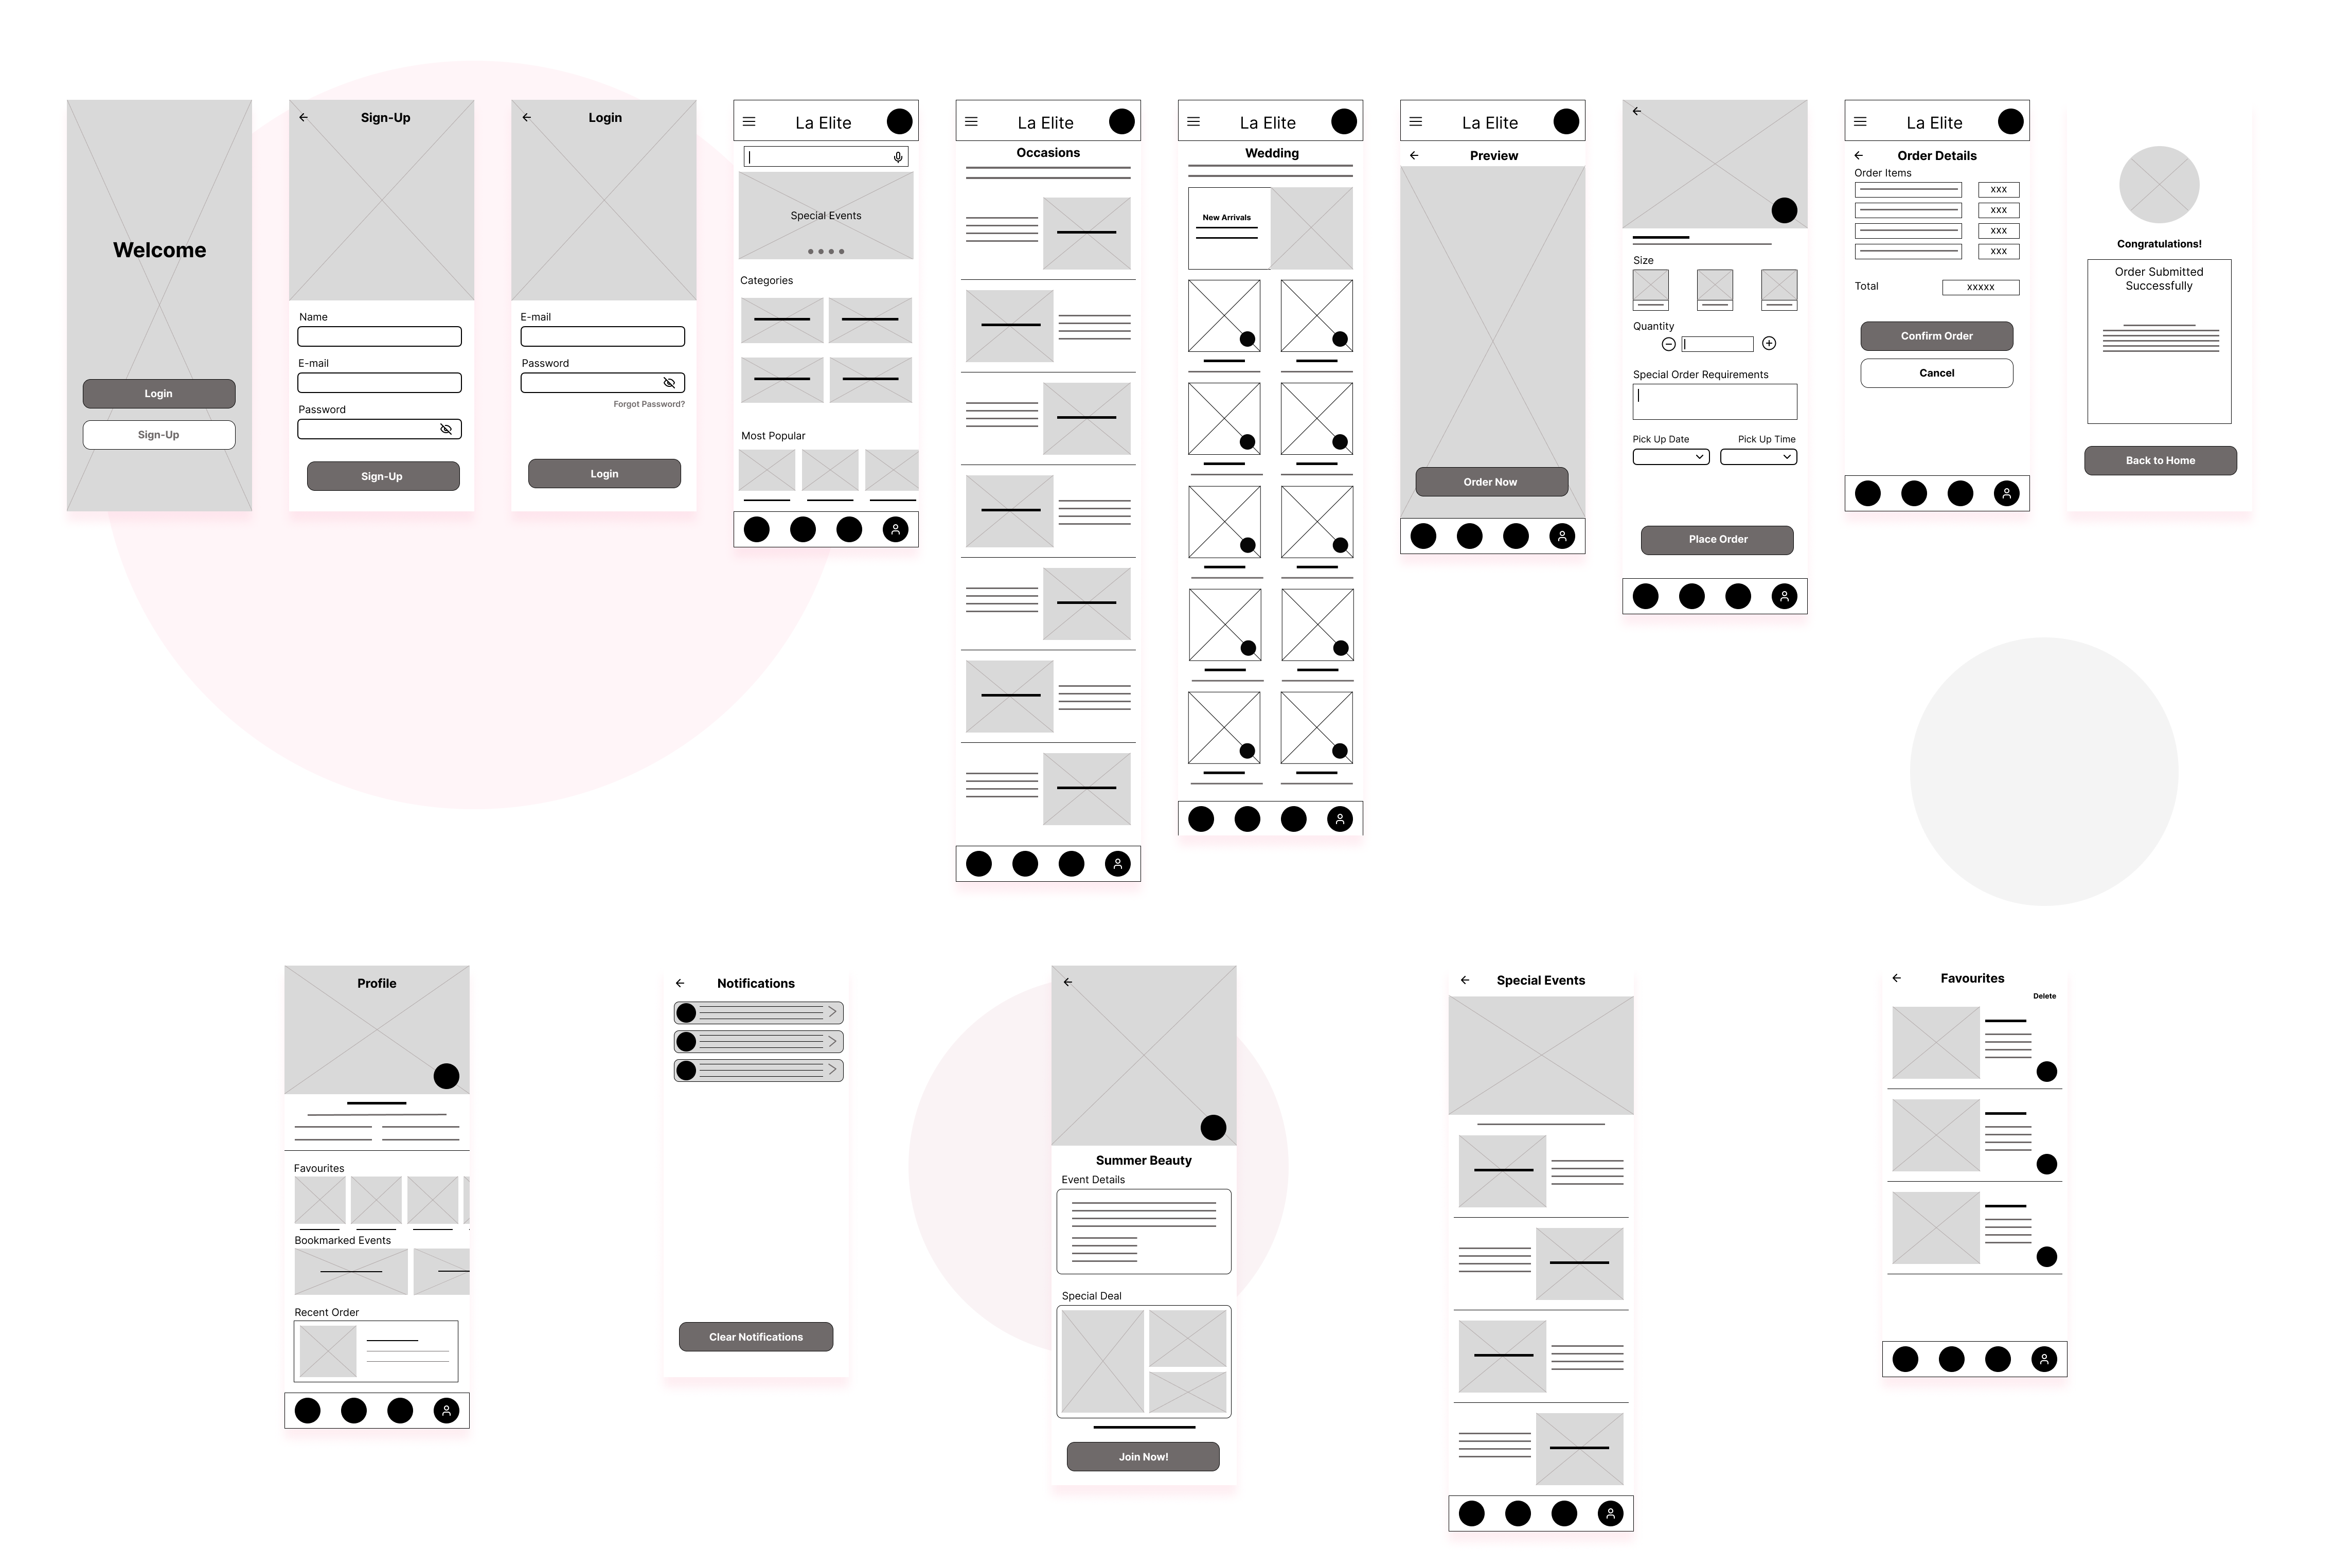 Welcome
Login
Sign-Up
Sign-Up
Name
E-mail
Password
Sign-Up
Login
E-mail
Password
Forgot Password?
Login
La Elite
Special Events
Categories
Most Popular
La Elite
Occasions
La Elite
Wedding
New Arrivals
La Elite
Preview
Order Now
Size
Quantity
Special Order Requirements
Pick Up Date
Pick Up Time
Place Order
La Elite
Order Details
Order Items
XXX
XXX
XXX
XXX
Total
XXXXX
Confirm Order
Cancel
Congratulations!
Order Submitted
Successfully
Back to Home
Profile
Favourites
Bookmarked Events
Recent Order
Notifications
Clear Notifications
Summer Beauty
Event Details
Special Deal
Join Now!
Special Events
Favourites
Delete